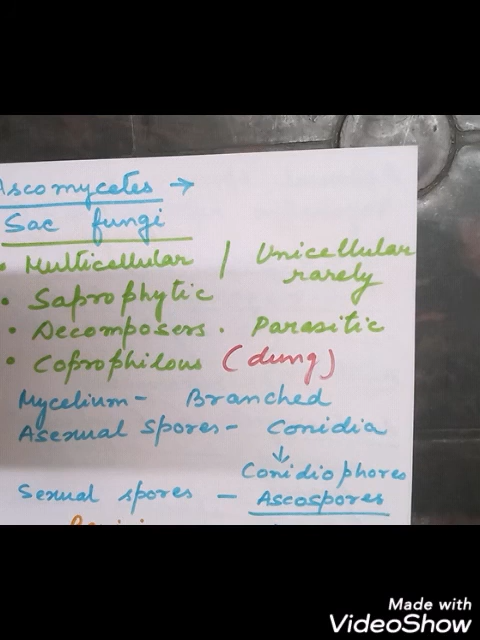 Ascomycetes →
Sac fungi
• Multicellular / Unicellular rarely
• Saprophytic
• Decomposers. Parasitic
• Coprophilous (dung)
Mycelium - Branched
Asexual spores - Conidia
↓
Conidiophores
Sexual spores - Ascospores
Made with
VideoShow